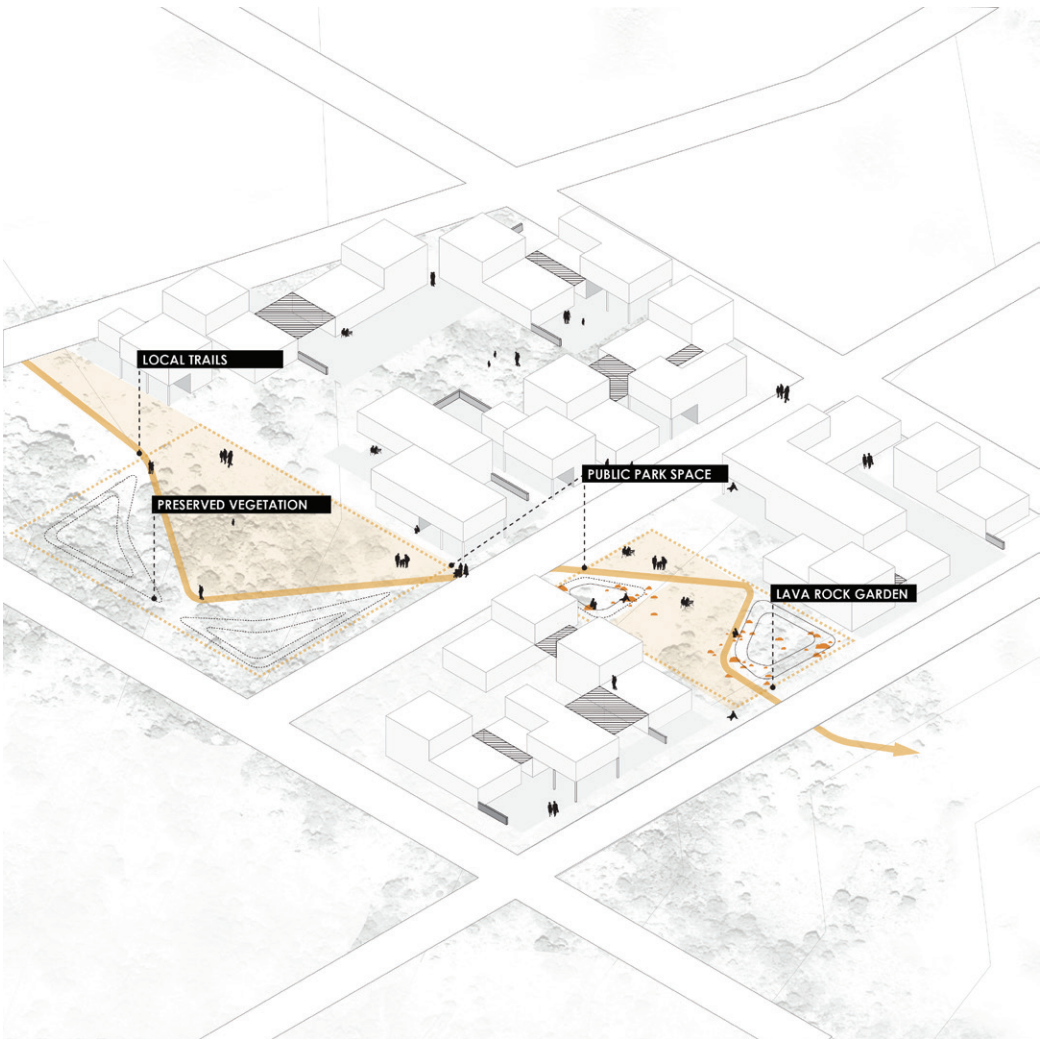 LOCAL TRAILS
PUBLIC PARK SPACE
PRESERVED VEGETATION
LAVA ROCK GARDEN